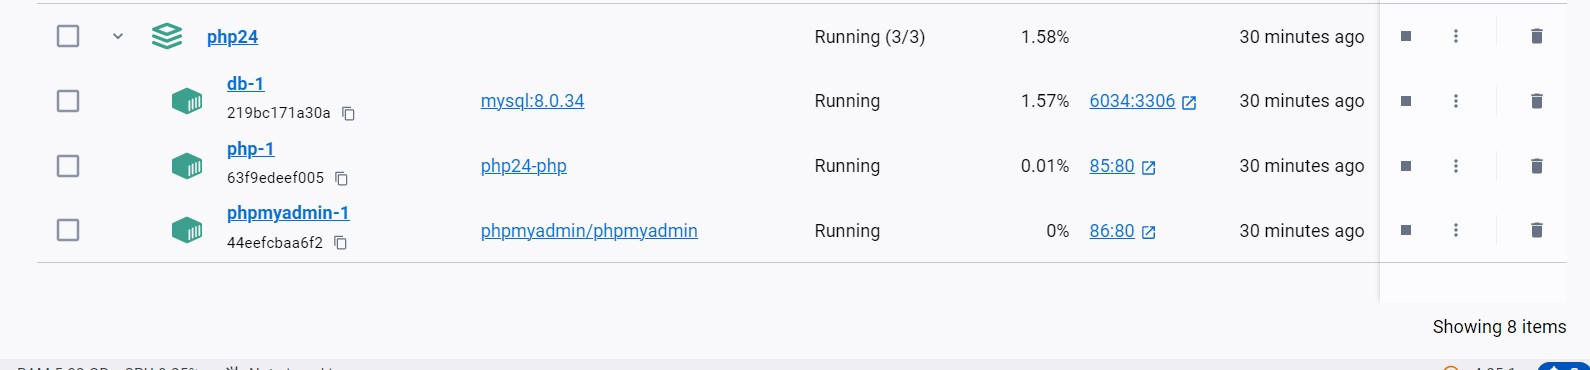 php24 Running (3/3) 1.58% 30 minutes ago
db-1
219bc171a30a mysql:8.0.34 Running 1.57% 6034:3306 30 minutes ago
php-1
63f9edeef005 php24-php Running 0.01% 85:80 30 minutes ago
phpmyadmin-1
44eefcbaa6f2 phpmyadmin/phpmyadmin Running 0% 86:80 30 minutes ago
Showing 8 items